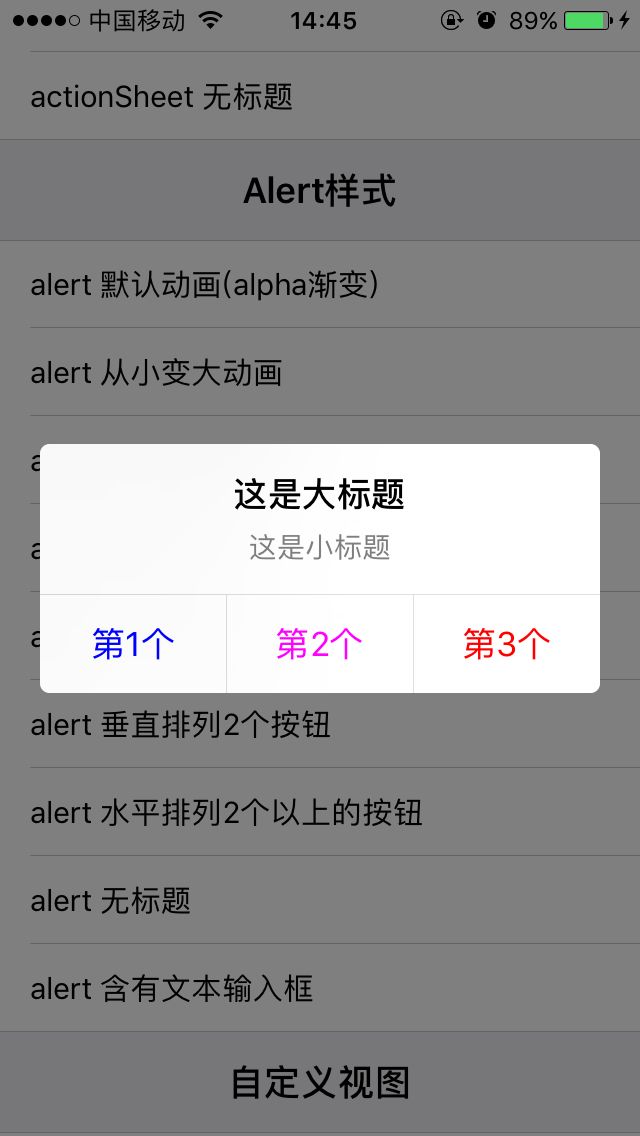 中国移动 14:45 89%
actionSheet 无标题
Alert样式
alert 默认动画(alpha渐变)
alert 从小变大动画
这是大标题
这是小标题
第1个 第2个 第3个
alert 垂直排列2个按钮
alert 水平排列2个以上的按钮
alert 无标题
alert 含有文本输入框
自定义视图